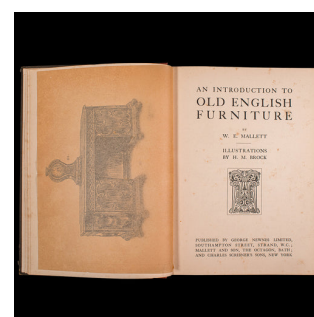 AN INTRODUCTION TO
OLD ENGLISH
FURNITURE
BY
W. E. MALLETT
ILLUSTRATIONS
BY H. M. BROCK
PUBLISHED BY GEORGE NEWNES LIMITED,
SOUTHAMPTON STREET, STRAND, W.C.;
MALLETT AND SON, THE OCTAGON, BATH;
AND CHARLES SCRIBNER'S SONS, NEW YORK